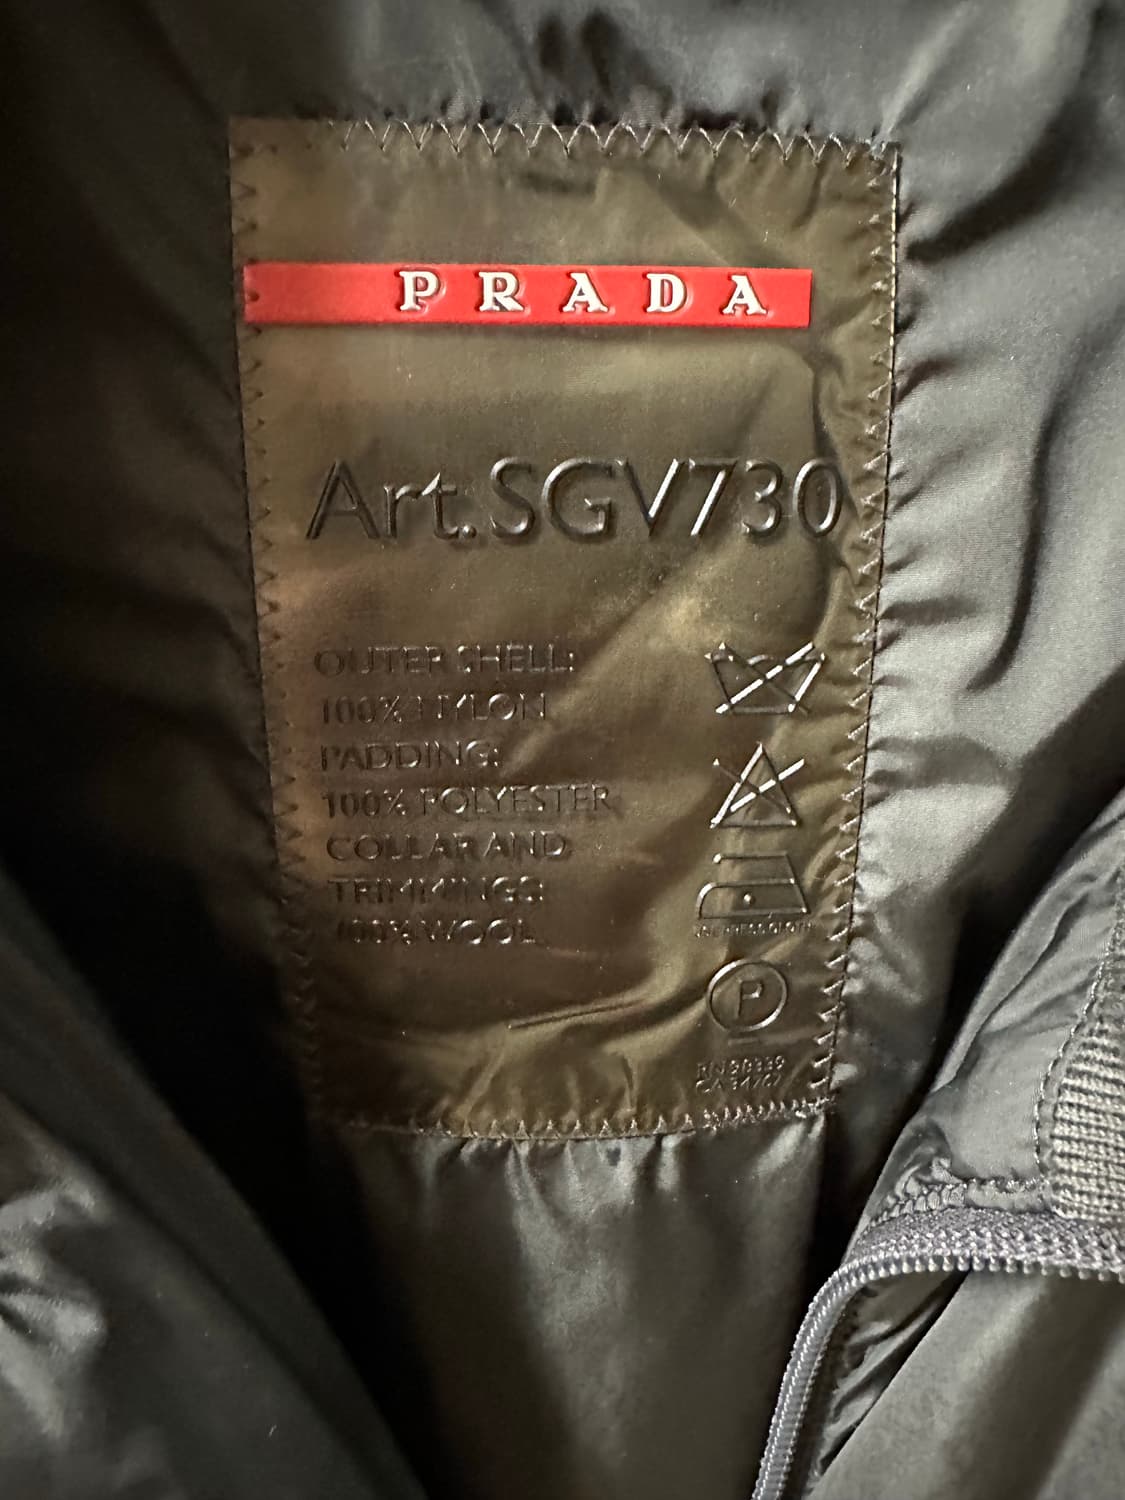 PRADA
Art.SGV730
OUTER SHELL:
100% NYLON
PADDING:
100% POLYESTER
COLLAR AND
TRIMMINGS:
100% WOOL
P